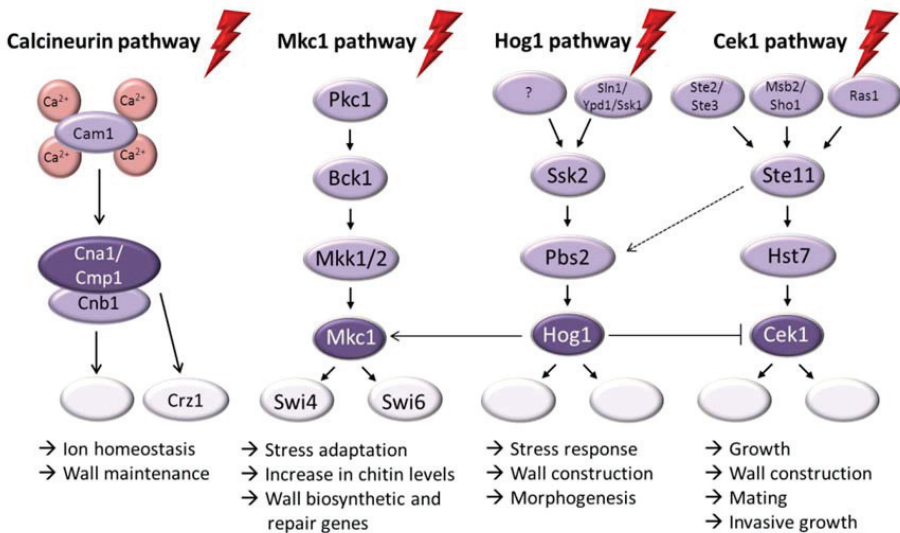 Calcineurin pathway
Ca2+
Ca2+
Cam1
Ca2+
Ca2+
Cna1/
Cmp1
Cnb1
Crz1
→ Ion homeostasis
→ Wall maintenance
Mkc1 pathway
Pkc1
Bck1
Mkk1/2
Mkc1
Swi4
Swi6
→ Stress adaptation
→ Increase in chitin levels
→ Wall biosynthetic and
repair genes
Hog1 pathway
?
Sln1/
Ypd1/Ssk1
Ssk2
Pbs2
Hog1
→ Stress response
→ Wall construction
→ Morphogenesis
Cek1 pathway
Ste2/
Ste3
Msb2/
Sho1
Ras1
Ste11
Hst7
Cek1
→ Growth
→ Wall construction
→ Mating
→ Invasive growth